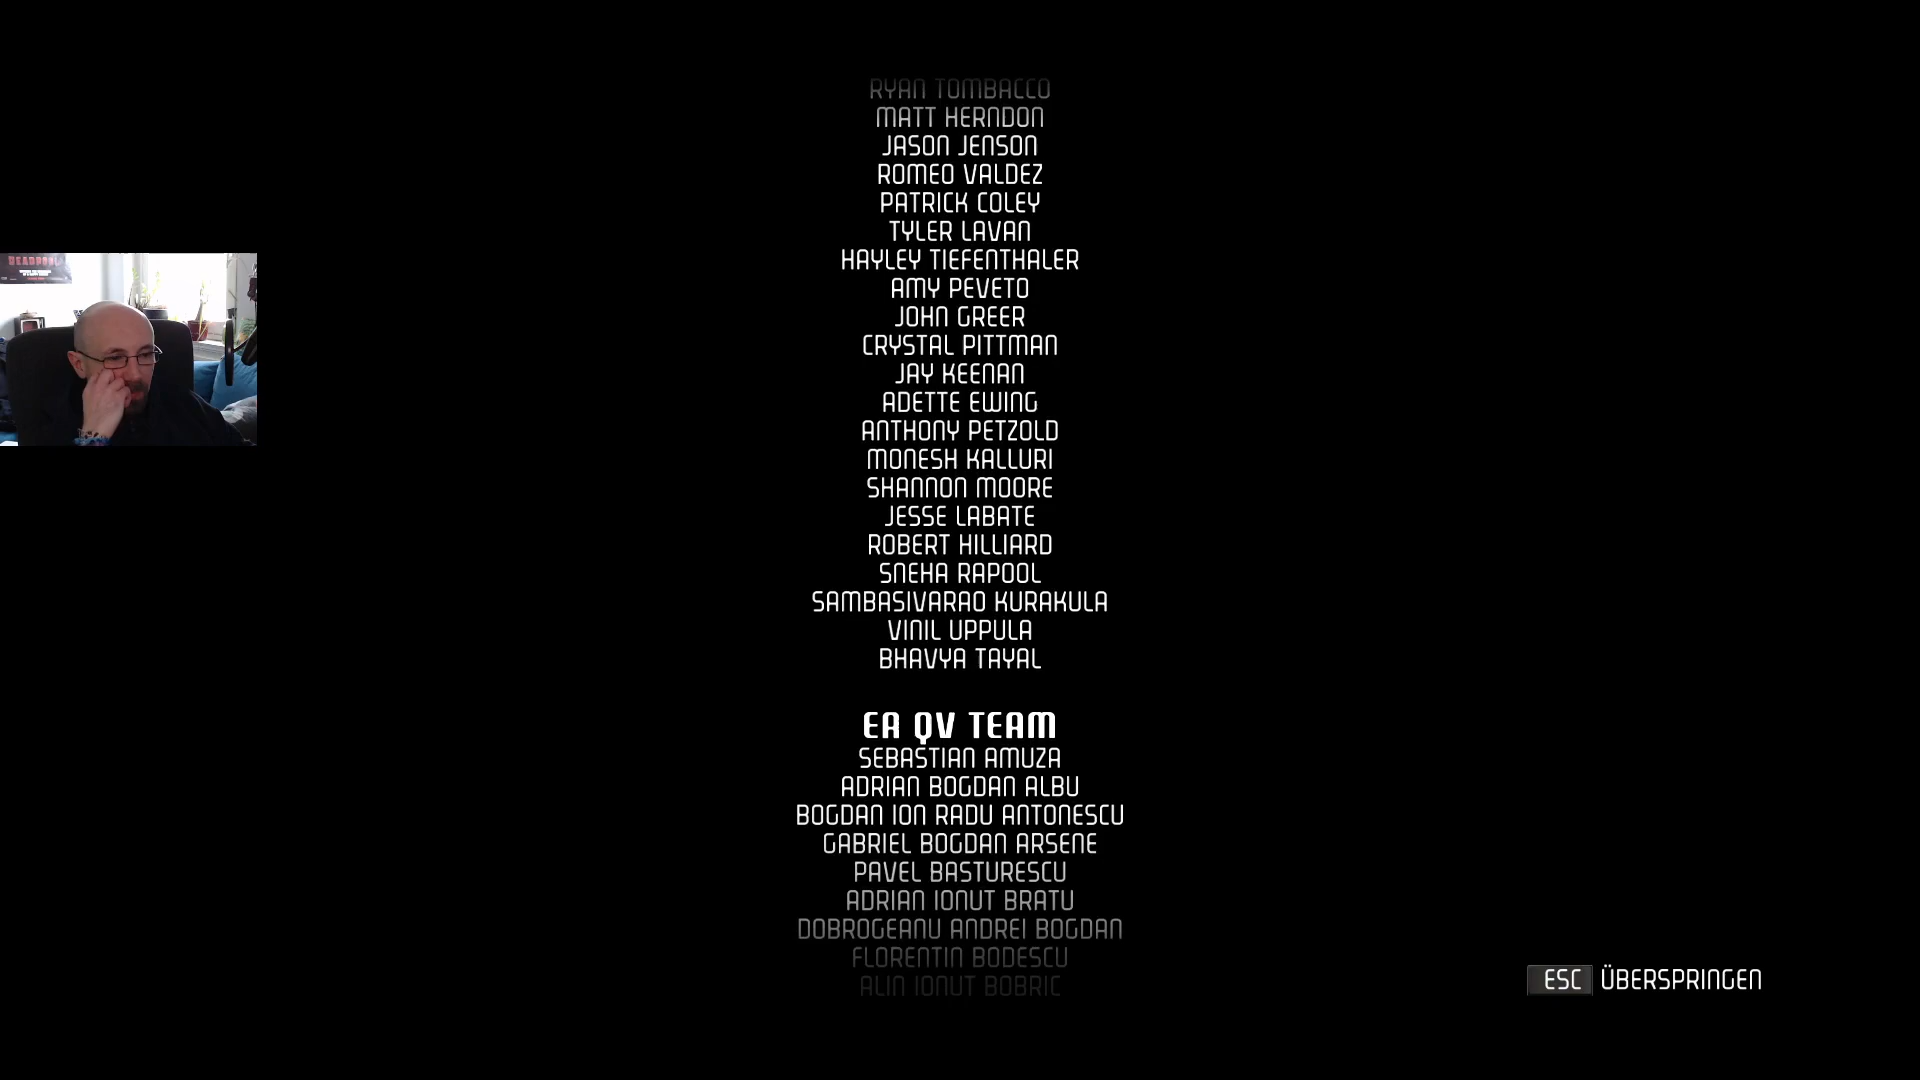 RYAN TOMBACCO
MATT HERNDON
JASON JENSON
ROMEO VALDEZ
PATRICK COLEY
TYLER LAVAN
HAYLEY TIEFENTHALER
AMY PEVETO
JOHN GREER
CRYSTAL PITTMAN
JAY KEENAN
ADETTE EWING
ANTHONY PETZOLD
MONESH KALLURI
SHANNON MOORE
JESSE LABATE
ROBERT HILLIARD
SNEHA RAPOOL
SAMBASIVARAO KURAKULA
VINIL UPPULA
BHAVYA TAYAL
EA QV TEAM
SEBASTIAN AMUZA
ADRIAN BOGDAN ALBU
BOGDAN ION RADU ANTONESCU
GABRIEL BOGDAN ARSENE
PAVEL BASTURESCU
ADRIAN IONUT BRATU
DOBROGEANU ANDREI BOGDAN
FLORENTIN BODESCU
ALIN IONUT BOBRIC
ESC ÜBERSPRINGEN
DEADPOOL